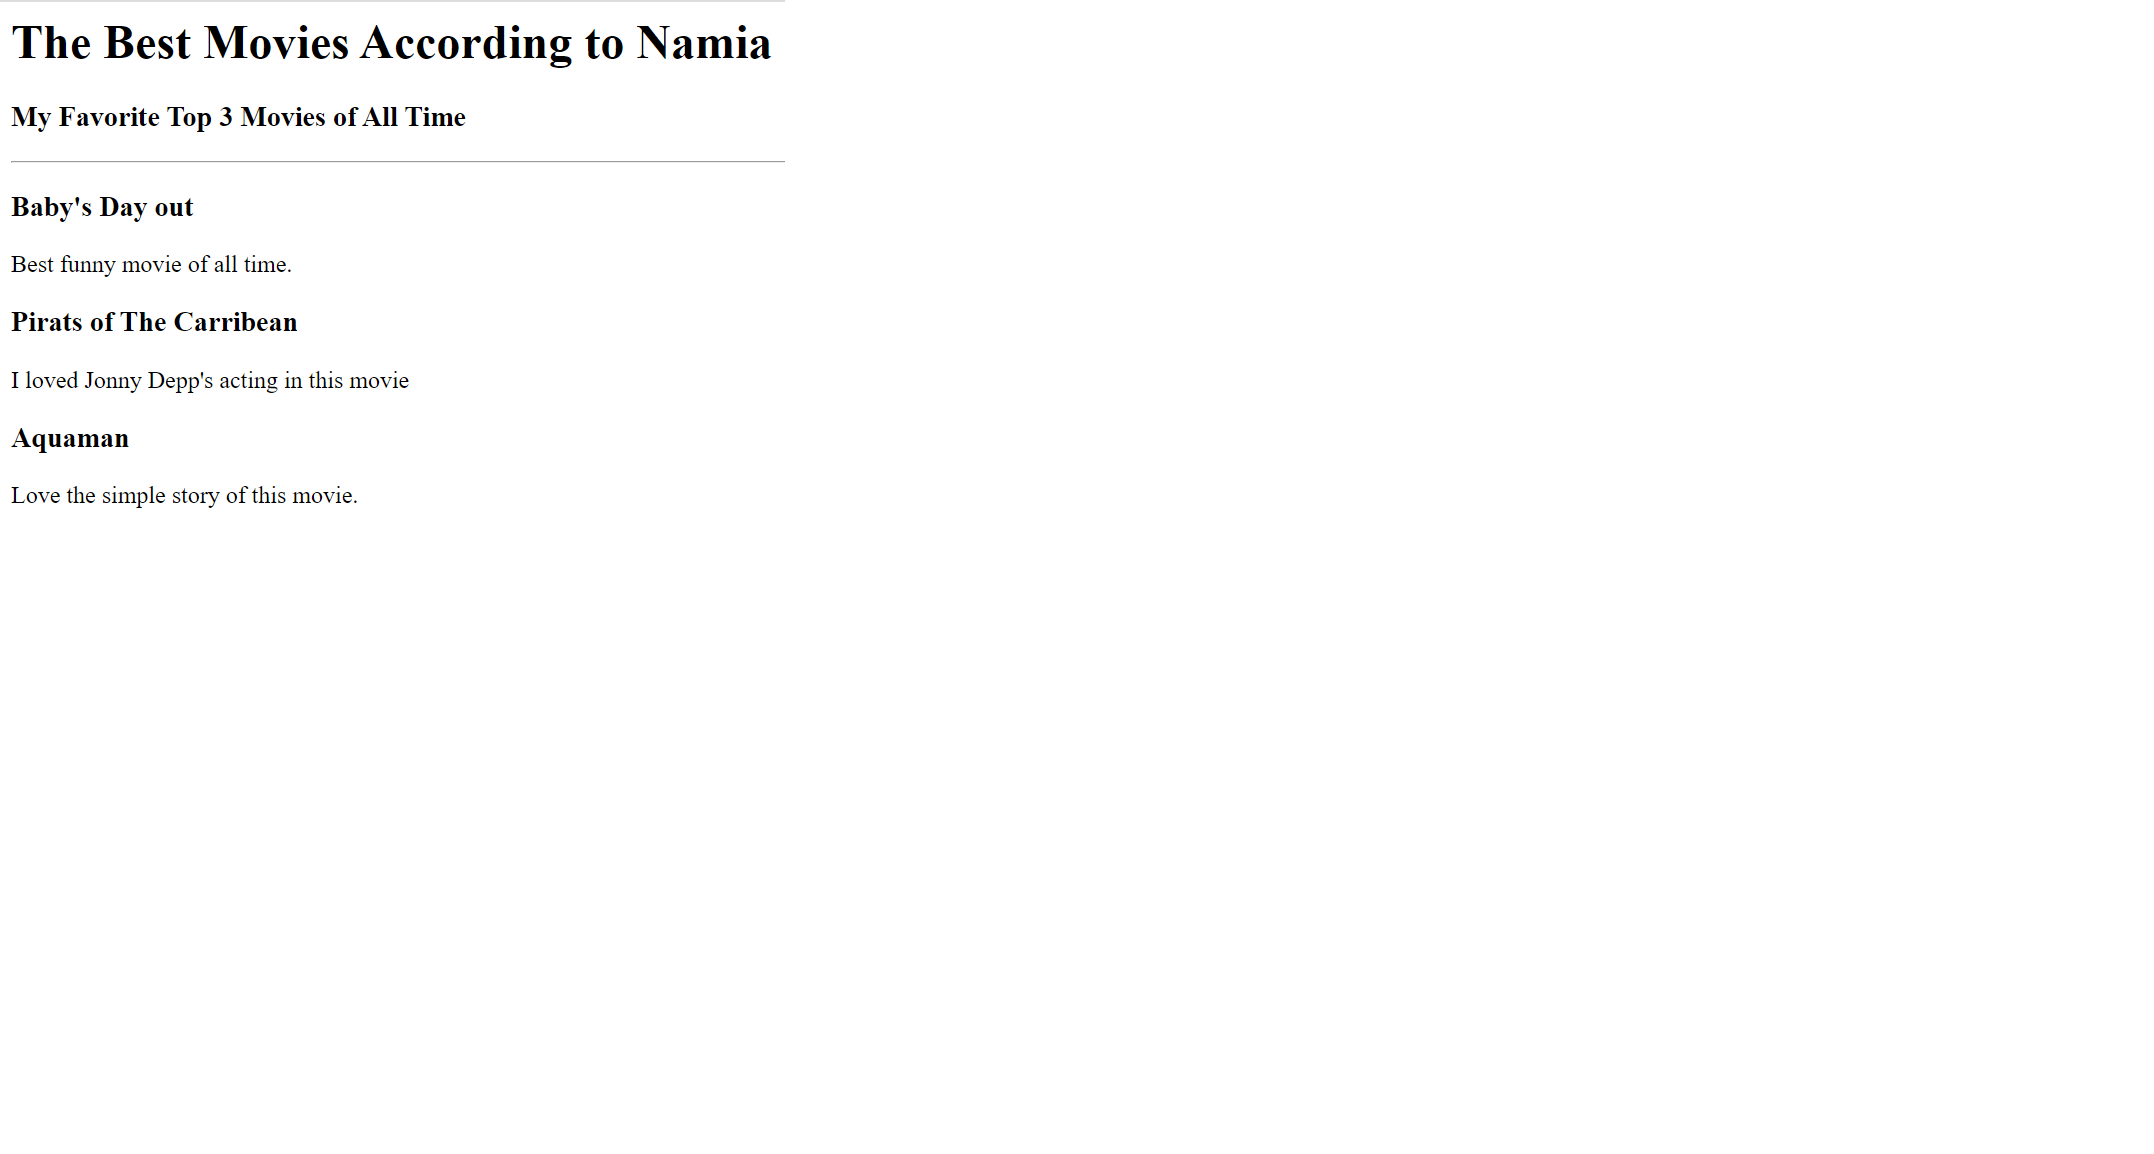 The Best Movies According to Namia
My Favorite Top 3 Movies of All Time
Baby's Day out
Best funny movie of all time.
Pirats of The Carribean
I loved Jonny Depp's acting in this movie
Aquaman
Love the simple story of this movie.